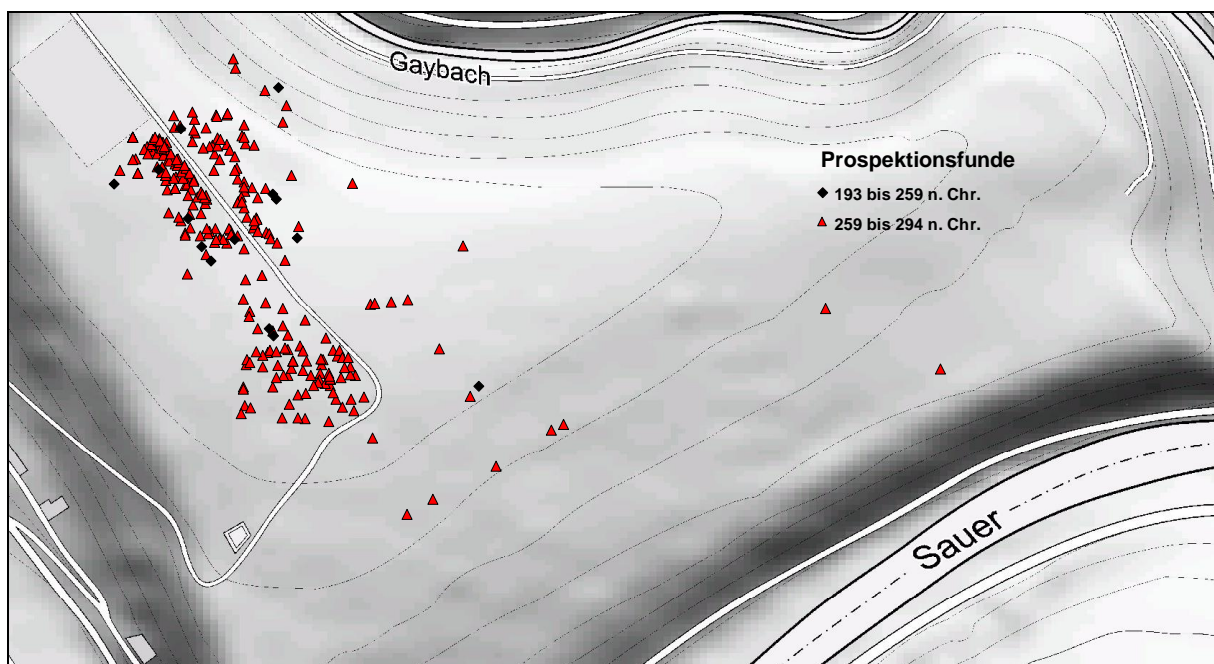 Gaybach
Prospektionsfunde
193 bis 259 n. Chr.
259 bis 294 n. Chr.
Sauer